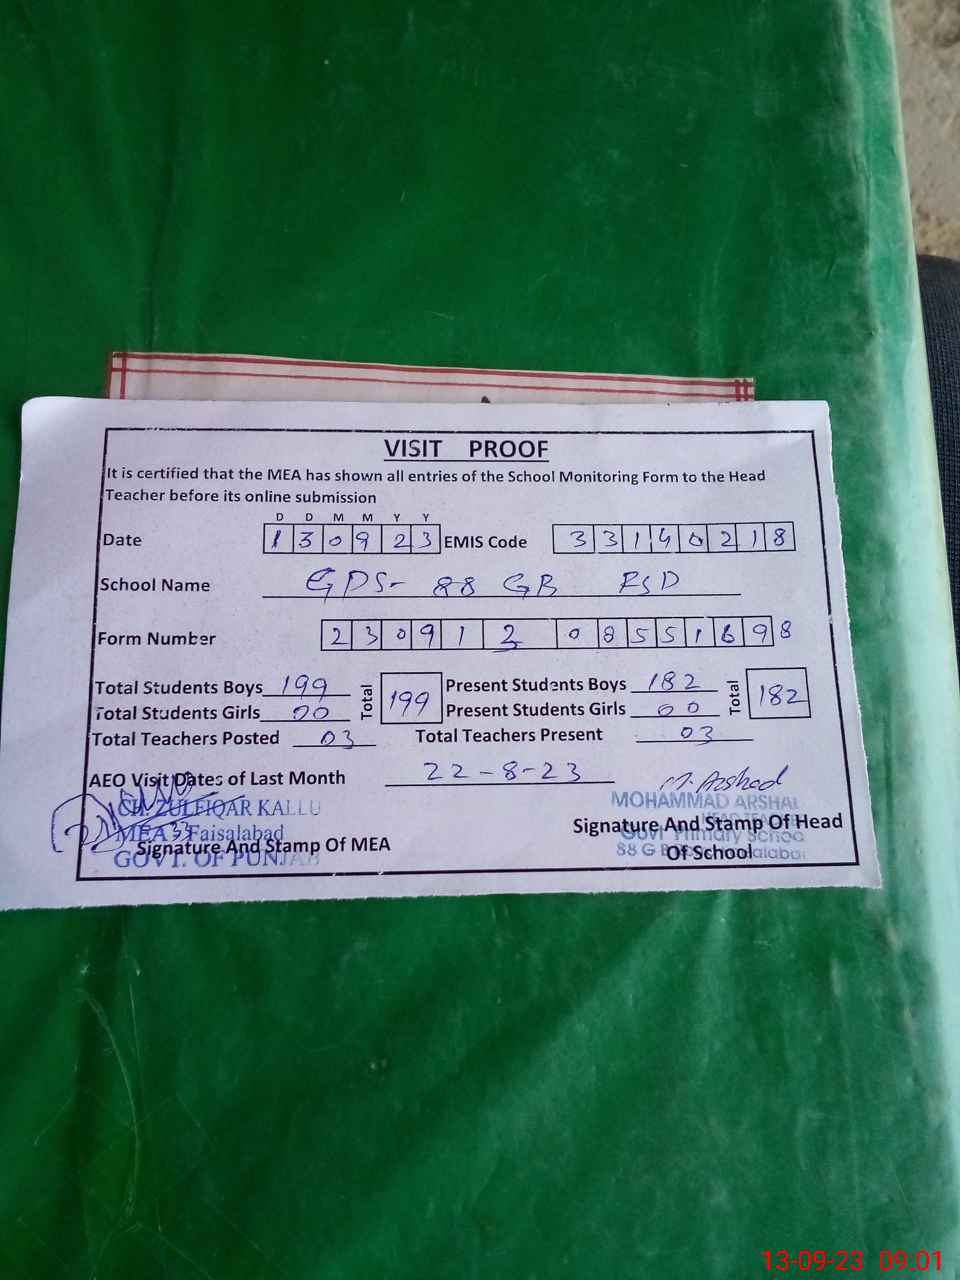 VISIT PROOF
It is certified that the MEA has shown all entries of the School Monitoring Form to the Head
Teacher before its online submission
D D M M Y Y
Date 1 3 0 9 2 3 EMIS Code 3 3 1 4 0 2 1 8
School Name GPS- 88 GB FSD
Form Number 2 3 0 9 1 2 0 8 5 5 1 6 9 8
Total Students Boys 199 Total 199 Present Students Boys 182 Total 182
Total Students Girls 00 Present Students Girls 00
Total Teachers Posted 03 Total Teachers Present 03
AEO Visit Dates of Last Month 22-8-23 M. Arshad
CH. ZULFIQAR KALLU MOHAMMAD ARSHAD
MEA 33 Faisalabad
Signature And Stamp Of MEA Signature And Stamp Of Head
GOVT. OF PUNJAB Govt Primary School
88 G B
Of School
13-09-23 09:01